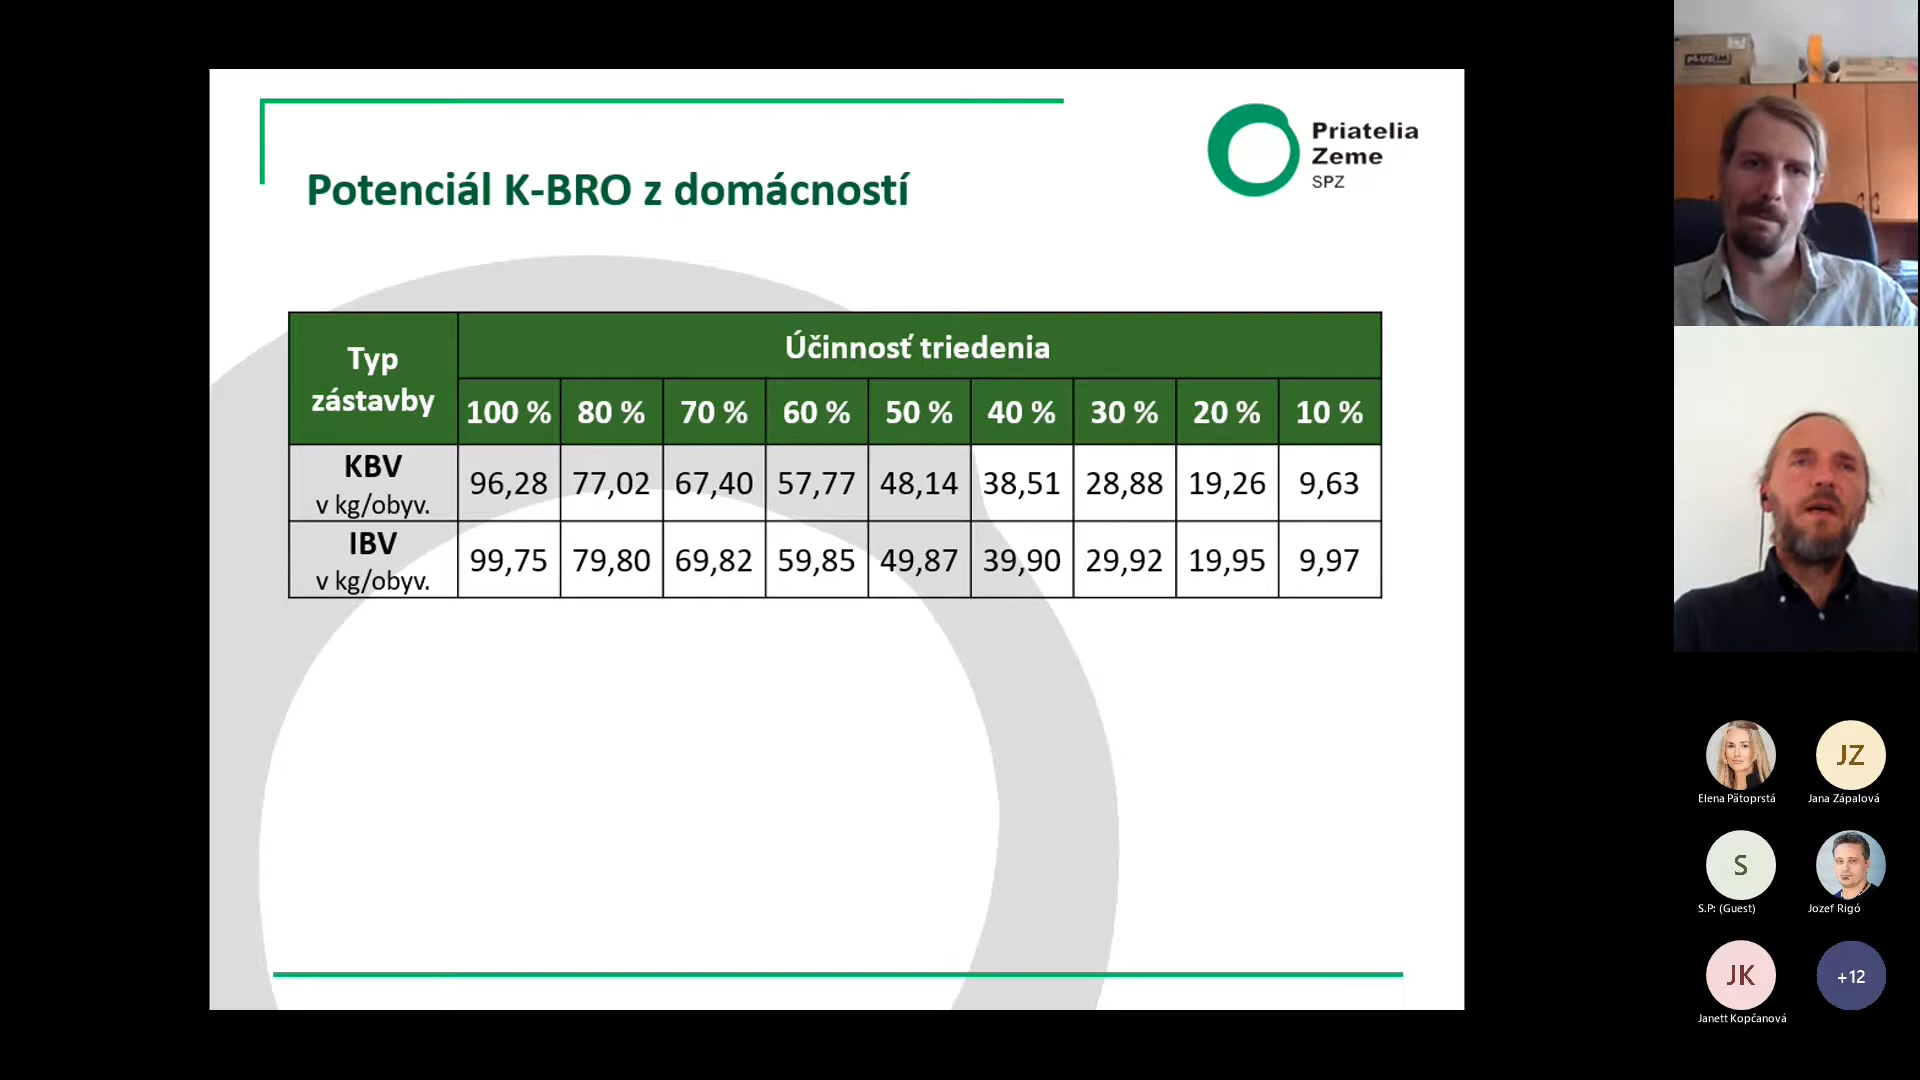 Priatelia
Zeme
SPZ
Potenciál K-BRO z domácností
Typ
zástavby
Účinnosť triedenia
100 % 80 % 70 % 60 % 50 % 40 % 30 % 20 % 10 %
KBV
v kg/obyv.
96,28 77,02 67,40 57,77 48,14 38,51 28,88 19,26 9,63
IBV
v kg/obyv.
99,75 79,80 69,82 59,85 49,87 39,90 29,92 19,95 9,97
PLUSIM
JZ
Elena Pätoprstá
Jana Zápalová
S
S.P: (Guest)
Jozef Rigó
JK
+12
Janett Kopčanová